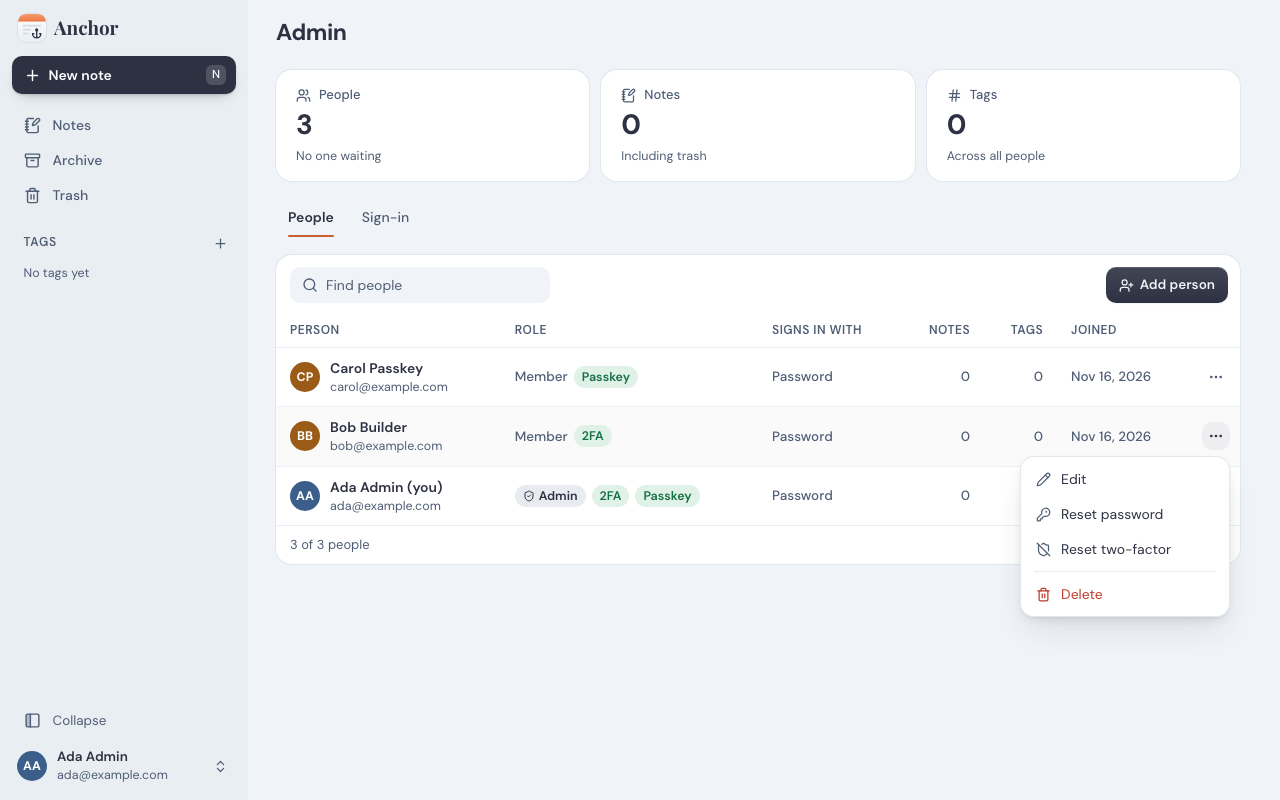 Anchor
New note
N
Notes
Archive
Trash
TAGS
No tags yet
Collapse
AA
Ada Admin
ada@example.com
Admin
People
3
No one waiting
Notes
0
Including trash
Tags
0
Across all people
People
Sign-in
Find people
Add person
PERSON ROLE SIGNS IN WITH NOTES TAGS JOINED
CP Carol Passkey
carol@example.com
Member Passkey Password 0 0 Nov 16, 2026
BB Bob Builder
bob@example.com
Member 2FA Password 0 0 Nov 16, 2026
AA Ada Admin (you)
ada@example.com
Admin 2FA Passkey Password 0
3 of 3 people
Edit
Reset password
Reset two-factor
Delete